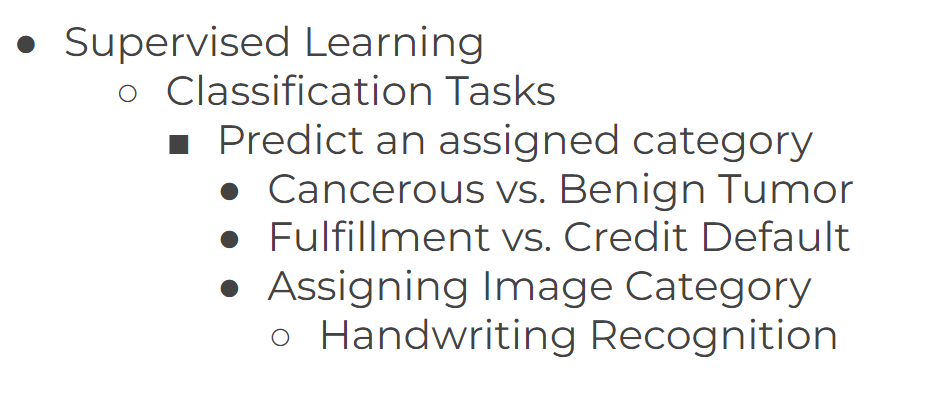 ● Supervised Learning
○ Classification Tasks
■ Predict an assigned category
● Cancerous vs. Benign Tumor
● Fulfillment vs. Credit Default
● Assigning Image Category
○ Handwriting Recognition